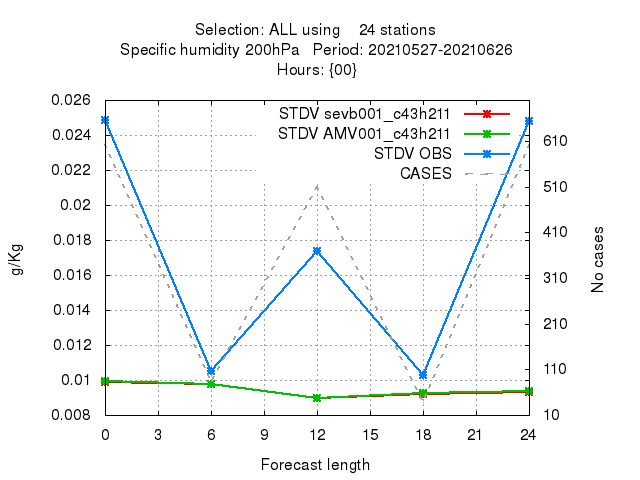 Selection: ALL using    24 stations
Specific humidity 200hPa   Period: 20210527-20210626
Hours: {00}
STDV sevb001_c43h211
STDV AMV001_c43h211
STDV OBS
CASES
0.026
0.024
0.022
0.02
0.018
0.016
0.014
0.012
0.01
0.008
g/Kg
610
510
410
310
210
110
10
No cases
0 3 6 9 12 15 18 21 24
Forecast length